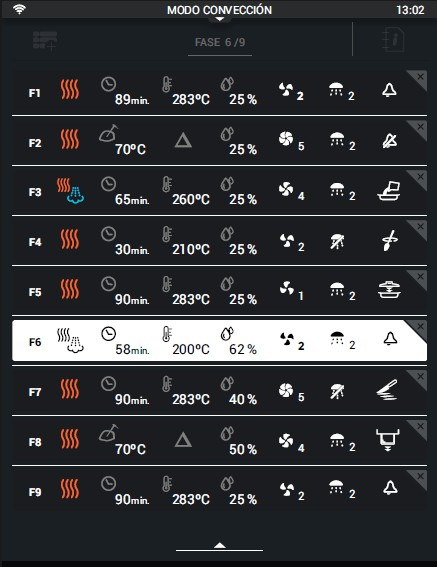 MODO CONVECCIÓN 13:02
FASE 6/9
F1 89min. 283ºC 25% 2 2
F2 70ºC 25% 5 2
F3 65min. 260ºC 25% 4 2
F4 30min. 210ºC 25% 2
F5 90min. 283ºC 25% 1 2
F6 58min. 200ºC 62% 2 2
F7 90min. 283ºC 40% 5
F8 70ºC 50% 4 2
F9 90min. 283ºC 25% 2 2